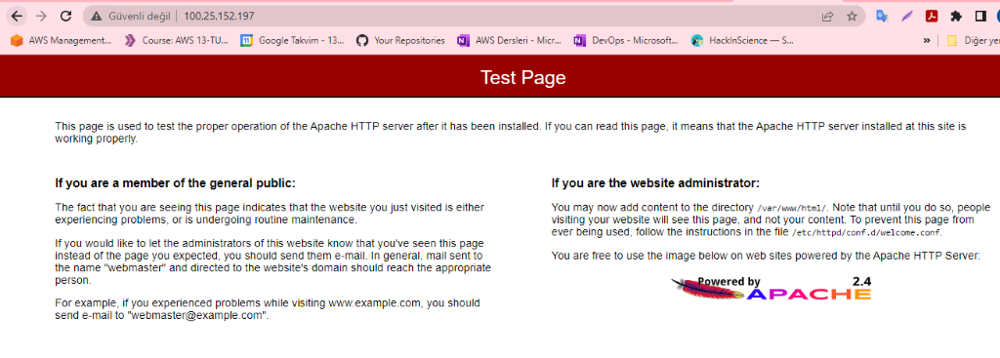 Güvenli değil | 100.25.152.197
AWS Management... Course: AWS 13-TU... Google Takvim - 13... Your Repositories AWS Dersleri - Micr... DevOps - Microsoft... HackInScience — S... » Diğer yer
Test Page
This page is used to test the proper operation of the Apache HTTP server after it has been installed. If you can read this page, it means that the Apache HTTP server installed at this site is
working properly.
If you are a member of the general public:
The fact that you are seeing this page indicates that the website you just visited is either
experiencing problems, or is undergoing routine maintenance.
If you would like to let the administrators of this website know that you've seen this page
instead of the page you expected, you should send them e-mail. In general, mail sent to
the name "webmaster" and directed to the website's domain should reach the appropriate
person.
For example, if you experienced problems while visiting www.example.com, you should
send e-mail to "webmaster@example.com".
If you are the website administrator:
You may now add content to the directory /var/www/html/. Note that until you do so, people
visiting your website will see this page, and not your content. To prevent this page from
ever being used, follow the instructions in the file /etc/httpd/conf.d/welcome.conf.
You are free to use the image below on web sites powered by the Apache HTTP Server:
Powered by 2.4
APACHE